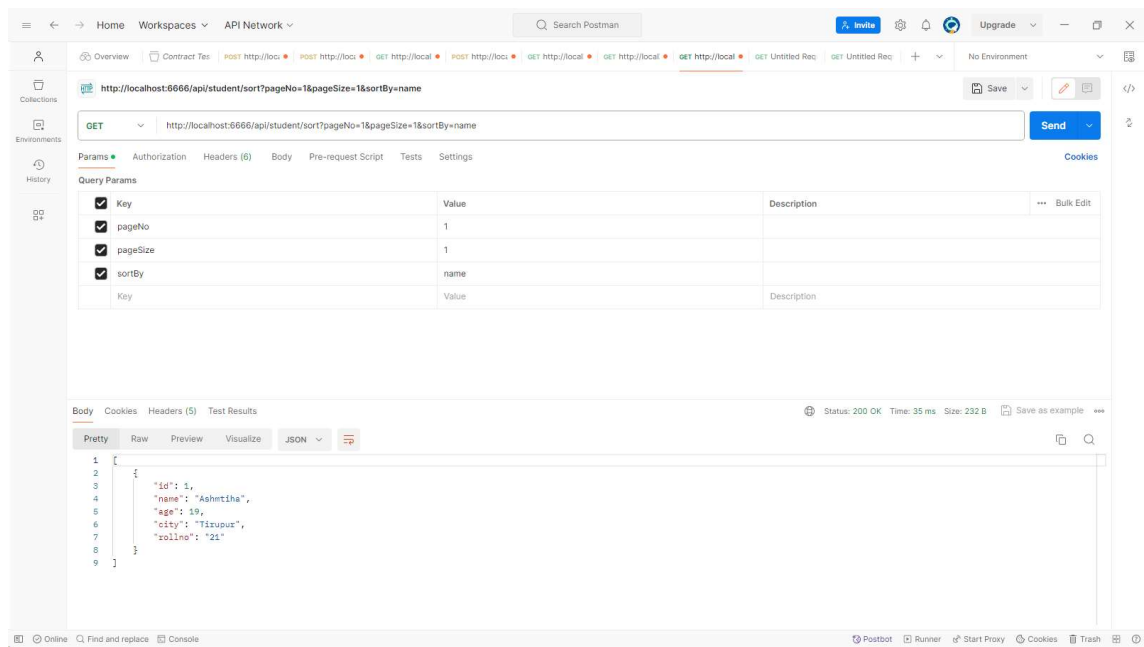 Home Workspaces API Network Search Postman Invite Upgrade
Overview Contract Tes POST http://loca POST http://loca GET http://local POST http://loca GET http://local GET http://local GET http://local GET Untitled Req GET Untitled Req No Environment
http://localhost:6666/api/student/sort?pageNo=1&pageSize=1&sortBy=name Save
Collections
GET http://localhost:6666/api/student/sort?pageNo=1&pageSize=1&sortBy=name Send
Environments
Params Authorization Headers (6) Body Pre-request Script Tests Settings Cookies
History
Query Params
Key Value Description Bulk Edit
pageNo 1
pageSize 1
sortBy name
Key Value Description
Body Cookies Headers (5) Test Results Status: 200 OK Time: 35 ms Size: 232 B Save as example
Pretty Raw Preview Visualize JSON
1 [
2 {
3 "id": 1,
4 "name": "Ashmtiha",
5 "age": 19,
6 "city": "Tirupur",
7 "rollno": "21"
8 }
9 ]
Online Find and replace Console Postbot Runner Start Proxy Cookies Trash